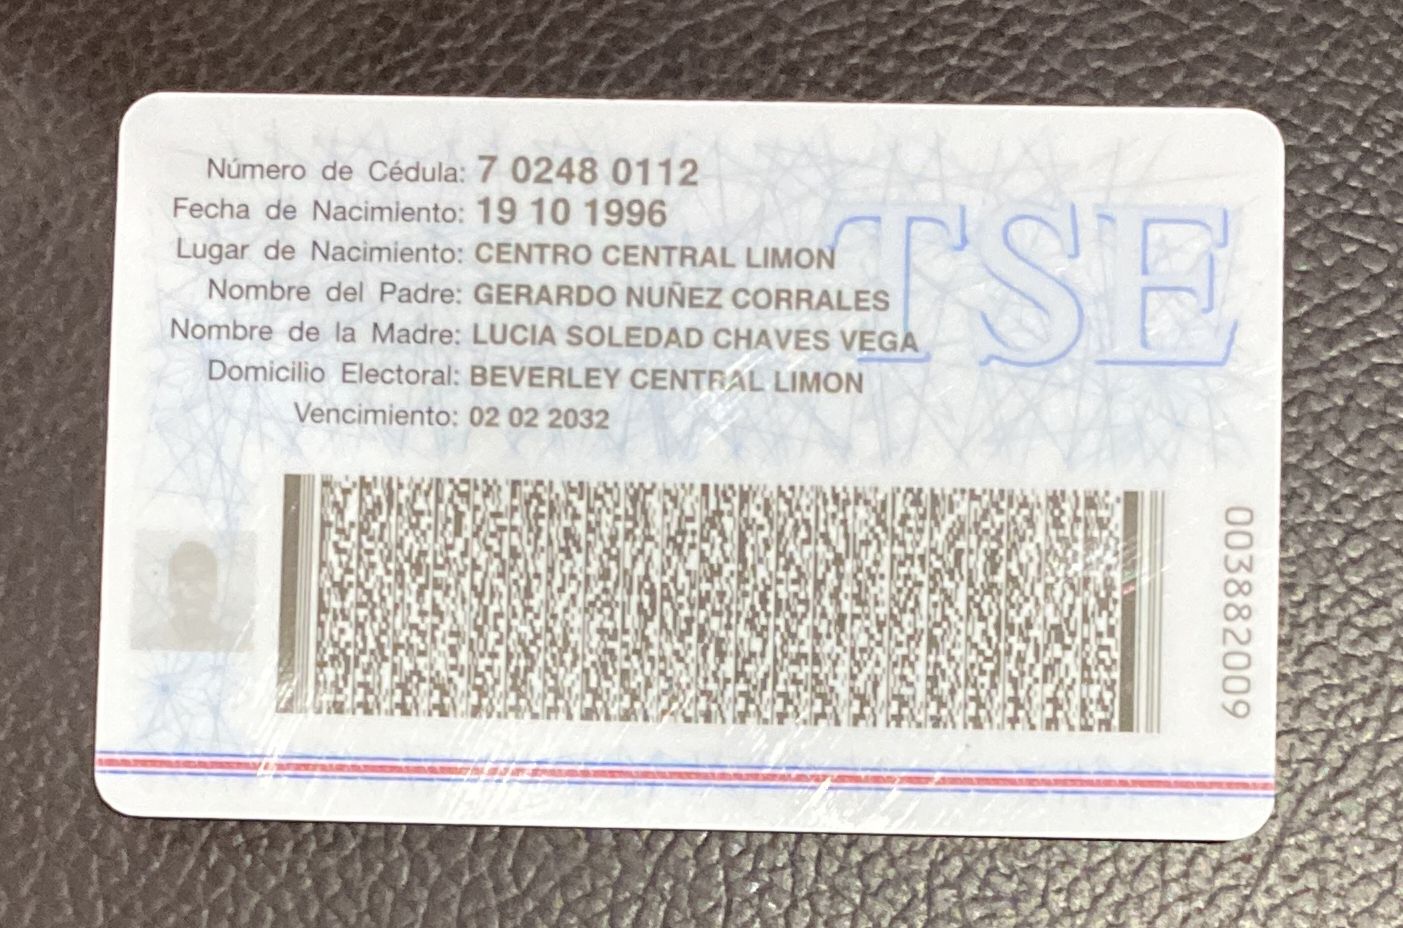 Número de Cédula: 7 0248 0112
Fecha de Nacimiento: 19 10 1996
Lugar de Nacimiento: CENTRO CENTRAL LIMON
Nombre del Padre: GERARDO NUÑEZ CORRALES
Nombre de la Madre: LUCIA SOLEDAD CHAVES VEGA
Domicilio Electoral: BEVERLEY CENTRAL LIMON
Vencimiento: 02 02 2032
TSE
003882009